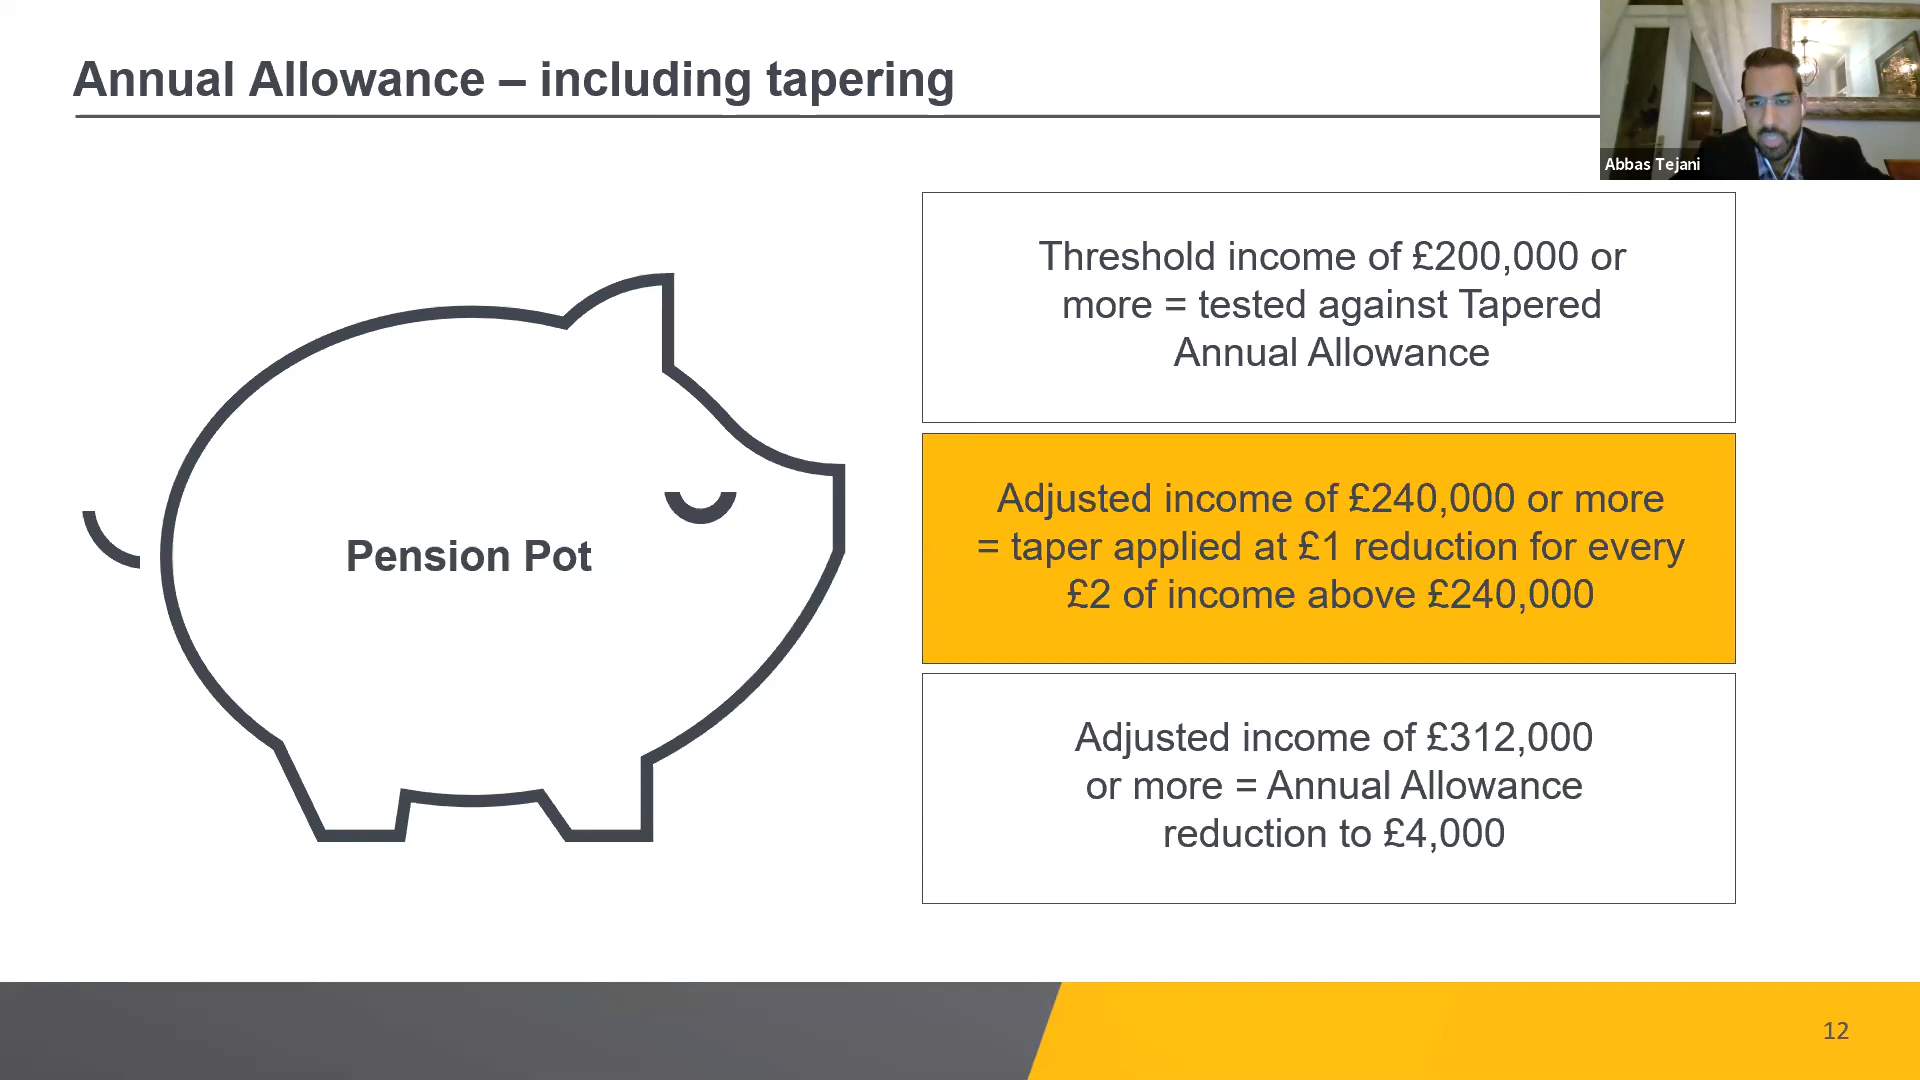 Annual Allowance – including tapering
Abbas Tejani
Threshold income of £200,000 or
more = tested against Tapered
Annual Allowance
Pension Pot
Adjusted income of £240,000 or more
= taper applied at £1 reduction for every
£2 of income above £240,000
Adjusted income of £312,000
or more = Annual Allowance
reduction to £4,000
12